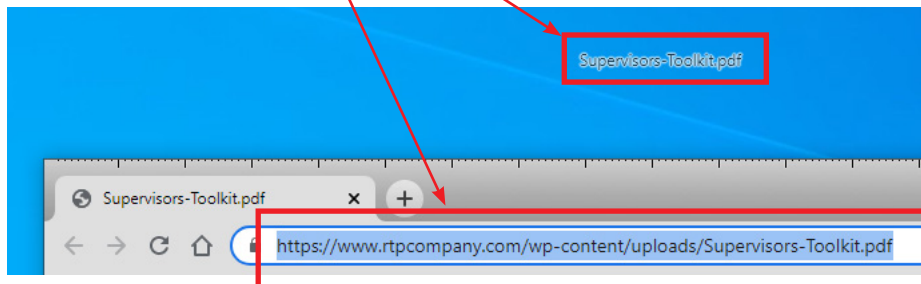 Supervisors-Toolkit.pdf
Supervisors-Toolkit.pdf
https://www.rtpcompany.com/wp-content/uploads/Supervisors-Toolkit.pdf